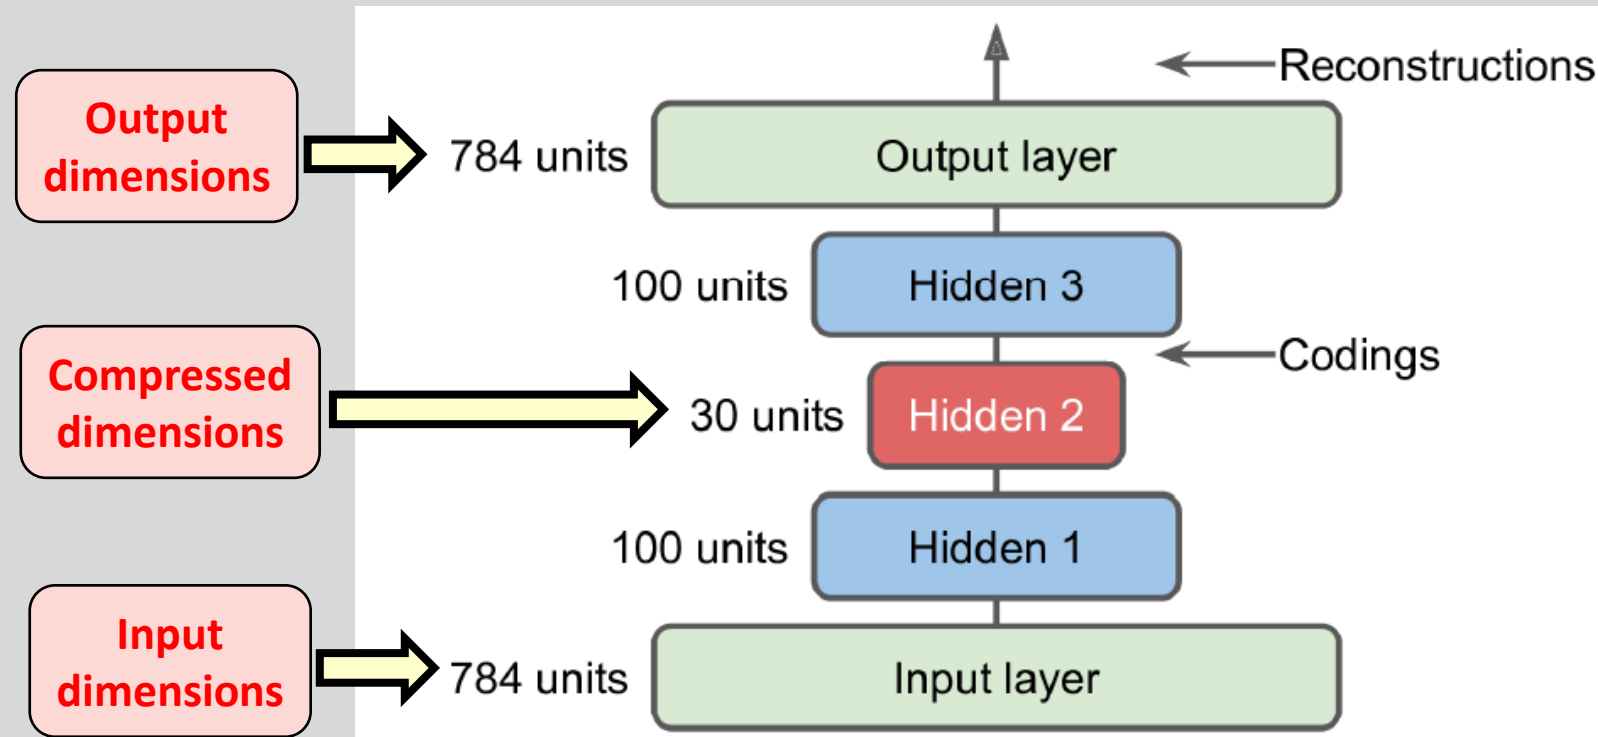 Reconstructions
Output
dimensions
784 units
Output layer
100 units
Hidden 3
Codings
Compressed
dimensions
30 units
Hidden 2
100 units
Hidden 1
Input
dimensions
784 units
Input layer